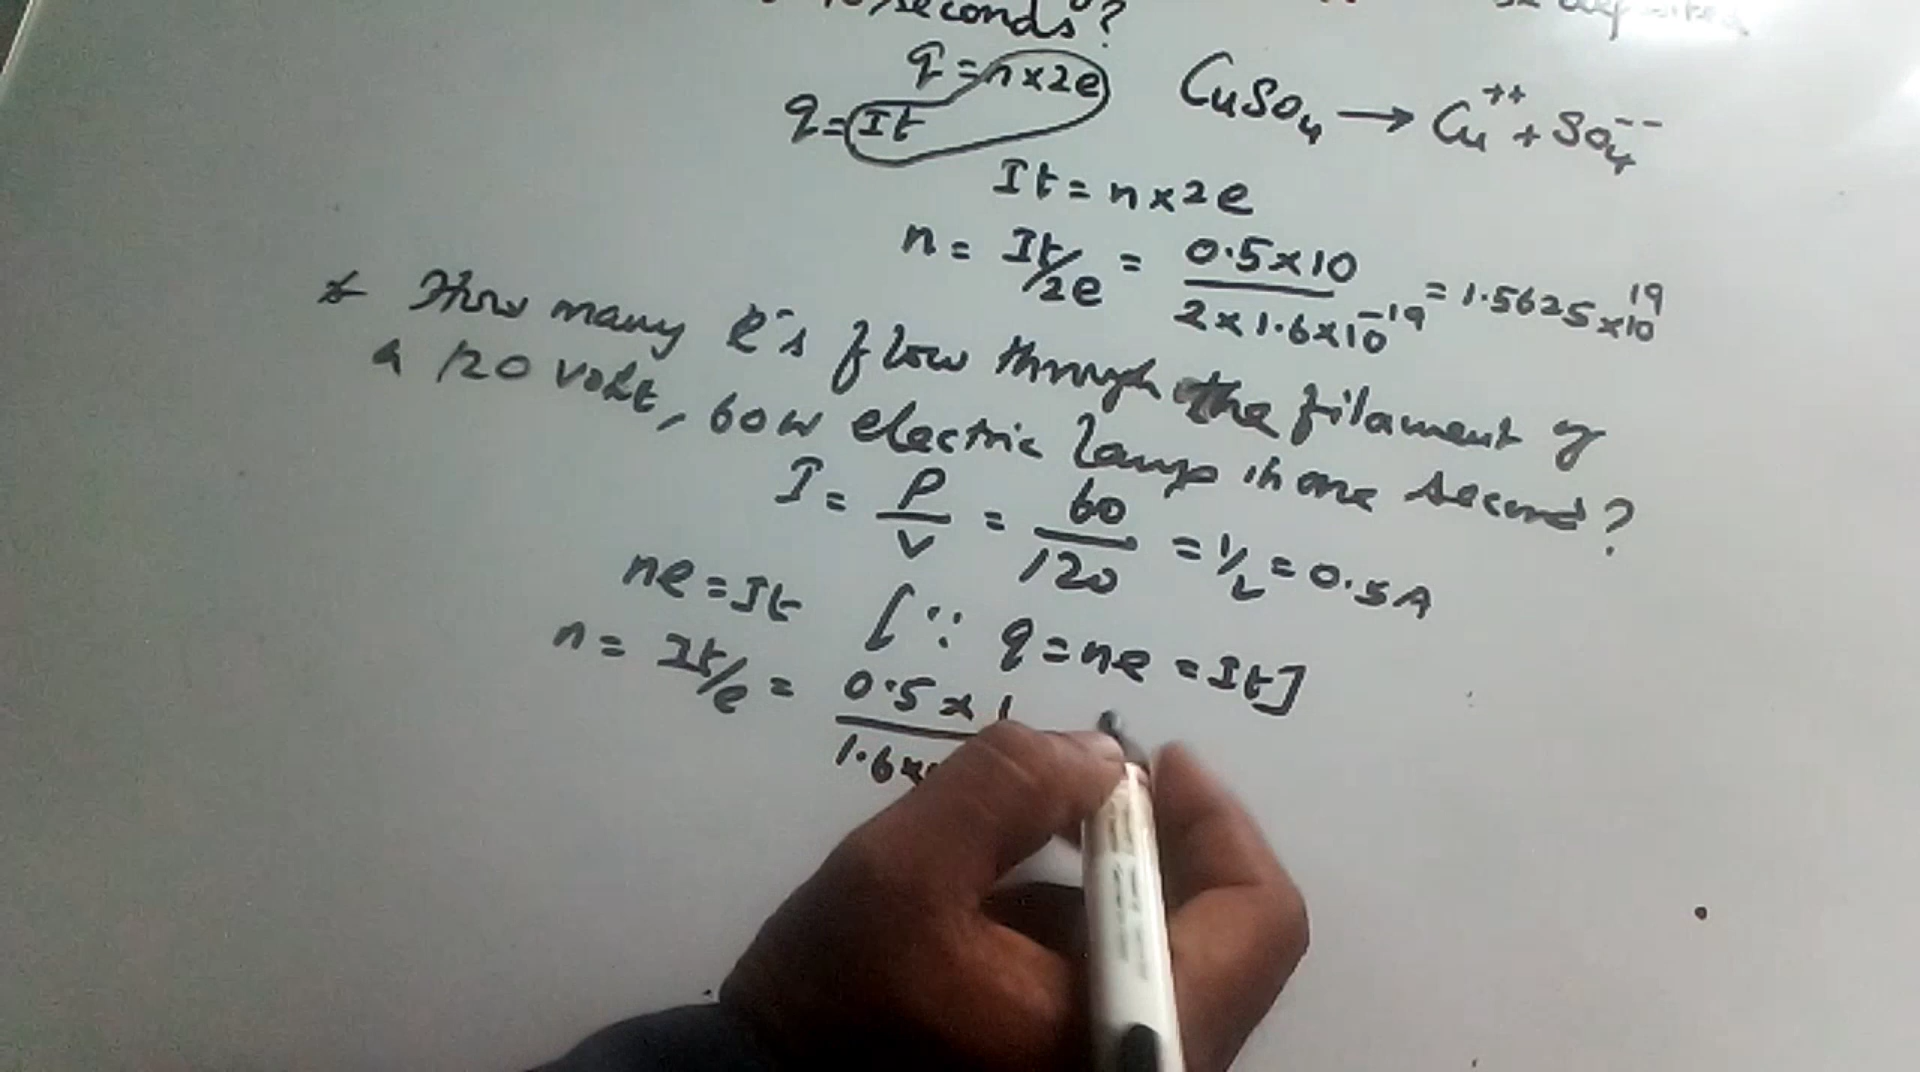 seconds?
q = n x 2e
CuSO4 → Cu++ + SO4--
q = It
It = n x 2e
n = It/2e = 0.5 x 10 / 2 x 1.6 x 10^-19 = 1.5625 x 10^19
* How many e-'s flow through the filament of
a 120 volt, 60w electric lamp in one second?
I = P/V = 60/120 = 1/2 = 0.5A
ne = It [∵ q = ne = It]
n = It/e = 0.5 x 1 / 1.6 x